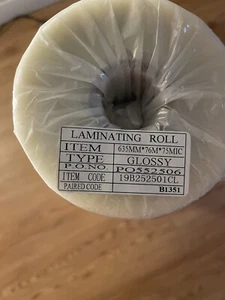 LAMINATING ROLL
ITEM 635MM*76M*75MIC
TYPE GLOSSY
P.O.NO. PO552506
ITEM CODE 19B252501CL
PAIRED CODE B1351